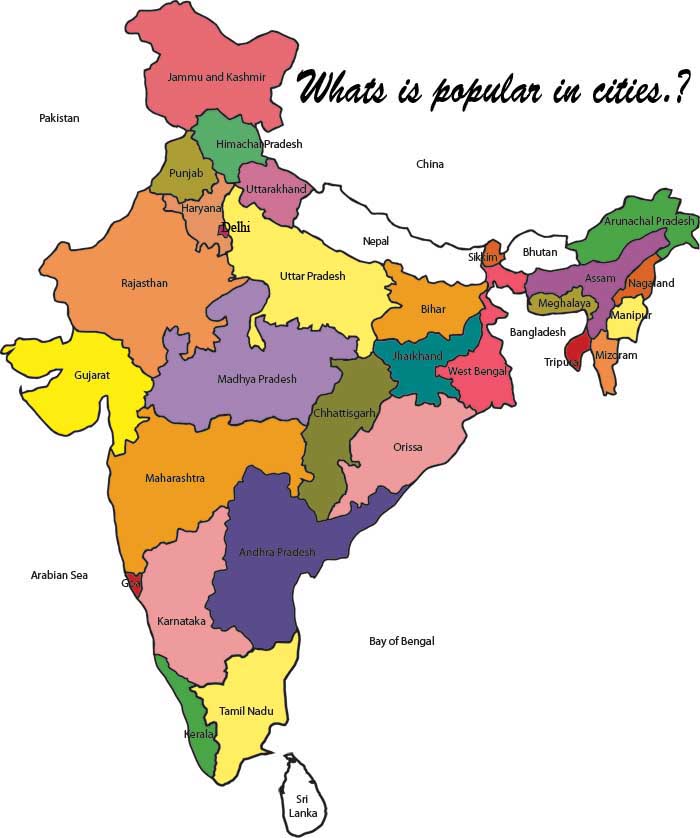 Jammu and Kashmir
Whats is popular in cities.?
Pakistan
Himachal Pradesh
China
Punjab
Uttarakhand
Haryana
Arunachal Pradesh
Delhi
Nepal
Bhutan
Sikkim
Uttar Pradesh
Assam
Rajasthan
Nagaland
Meghalaya
Bihar
Manipur
Bangladesh
Jharkhand
Mizoram
Tripura
West Bengal
Gujarat
Madhya Pradesh
Chhattisgarh
Orissa
Maharashtra
Andhra Pradesh
Arabian Sea
Goa
Karnataka
Bay of Bengal
Tamil Nadu
Kerala
Sri
Lanka